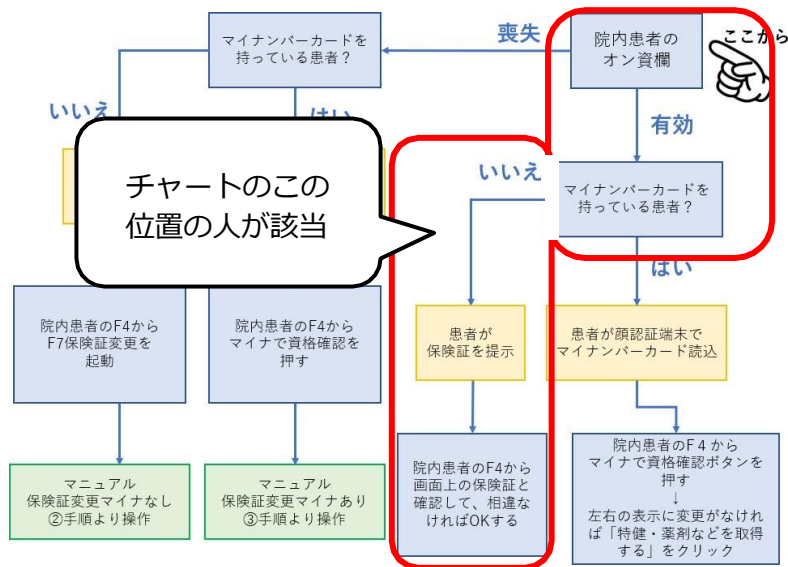 マイナンバーカードを
持っている患者？
喪失
院内患者の
オン資欄
ここから
いいえ
はい
有効
チャートのこの
位置の人が該当
いいえ
マイナンバーカードを
持っている患者？
はい
院内患者のF4から
F7保険証変更を
起動
院内患者のF4から
マイナで資格確認を
押す
患者が
保険証を提示
患者が顔認証端末で
マイナンバーカード読込
マニュアル
保険証変更マイナなし
②手順より操作
マニュアル
保険証変更マイナあり
③手順より操作
院内患者のF4から
画面上の保険証と
確認して、相違な
ければOKする
院内患者のF４から
マイナで資格確認ボタンを
押す
↓
左右の表示に変更がなけれ
ば「特健・薬剤などを取得
する」をクリック